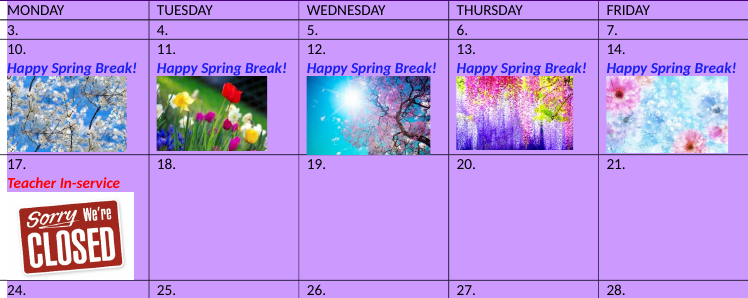 MONDAY TUESDAY WEDNESDAY THURSDAY FRIDAY
3. 4. 5. 6. 7.
10. 11. 12. 13. 14.
Happy Spring Break! Happy Spring Break! Happy Spring Break! Happy Spring Break! Happy Spring Break!
17. 18. 19. 20. 21.
Teacher In-service
Sorry We're
CLOSED
24. 25. 26. 27. 28.